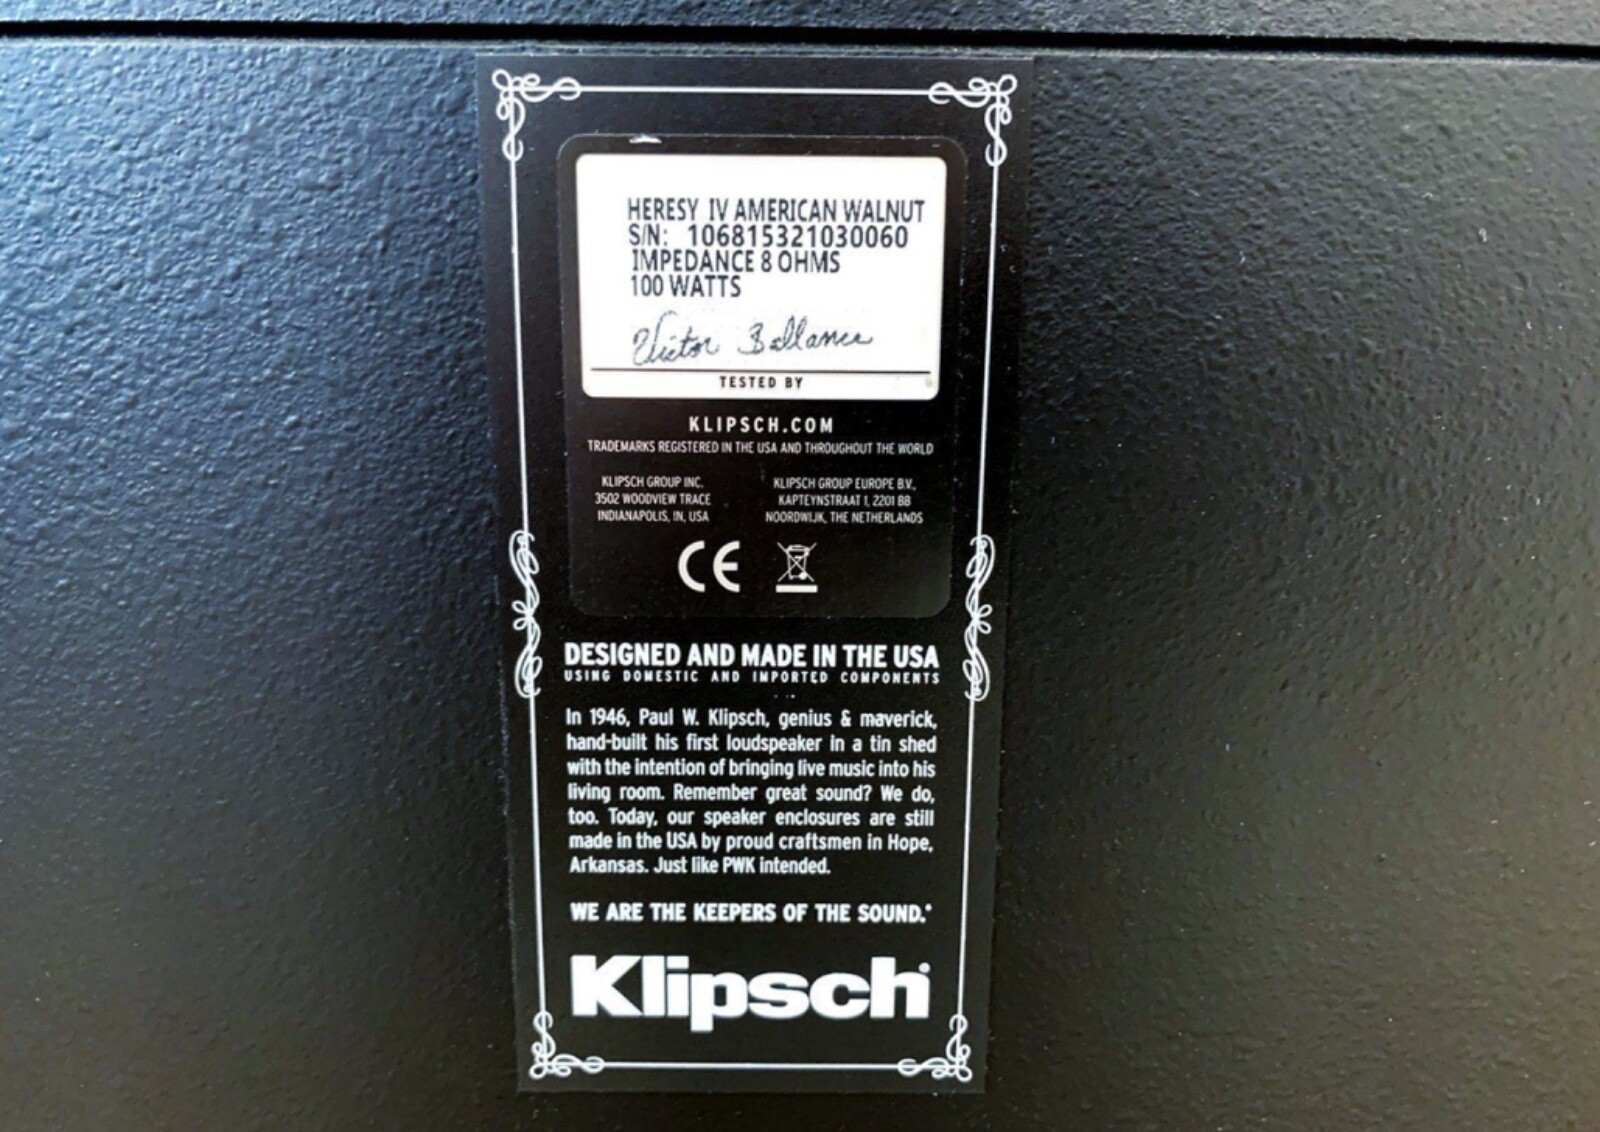 HERESY IV AMERICAN WALNUT
S/N: 106815321030060
IMPEDANCE 8 OHMS
100 WATTS
Victor Ballance
TESTED BY
KLIPSCH.COM
TRADEMARKS REGISTERED IN THE USA AND THROUGHOUT THE WORLD
KLIPSCH GROUP INC.
3502 WOODVIEW TRACE
INDIANAPOLIS, IN, USA
KLIPSCH GROUP EUROPE B.V.,
KAPTEYNSTRAAT 1, 2201 BB
NOORDWIJK, THE NETHERLANDS
CE
DESIGNED AND MADE IN THE USA
USING DOMESTIC AND IMPORTED COMPONENTS
In 1946, Paul W. Klipsch, genius & maverick,
hand-built his first loudspeaker in a tin shed
with the intention of bringing live music into his
living room. Remember great sound? We do,
too. Today, our speaker enclosures are still
made in the USA by proud craftsmen in Hope,
Arkansas. Just like PWK intended.
WE ARE THE KEEPERS OF THE SOUND.®
Klipsch®